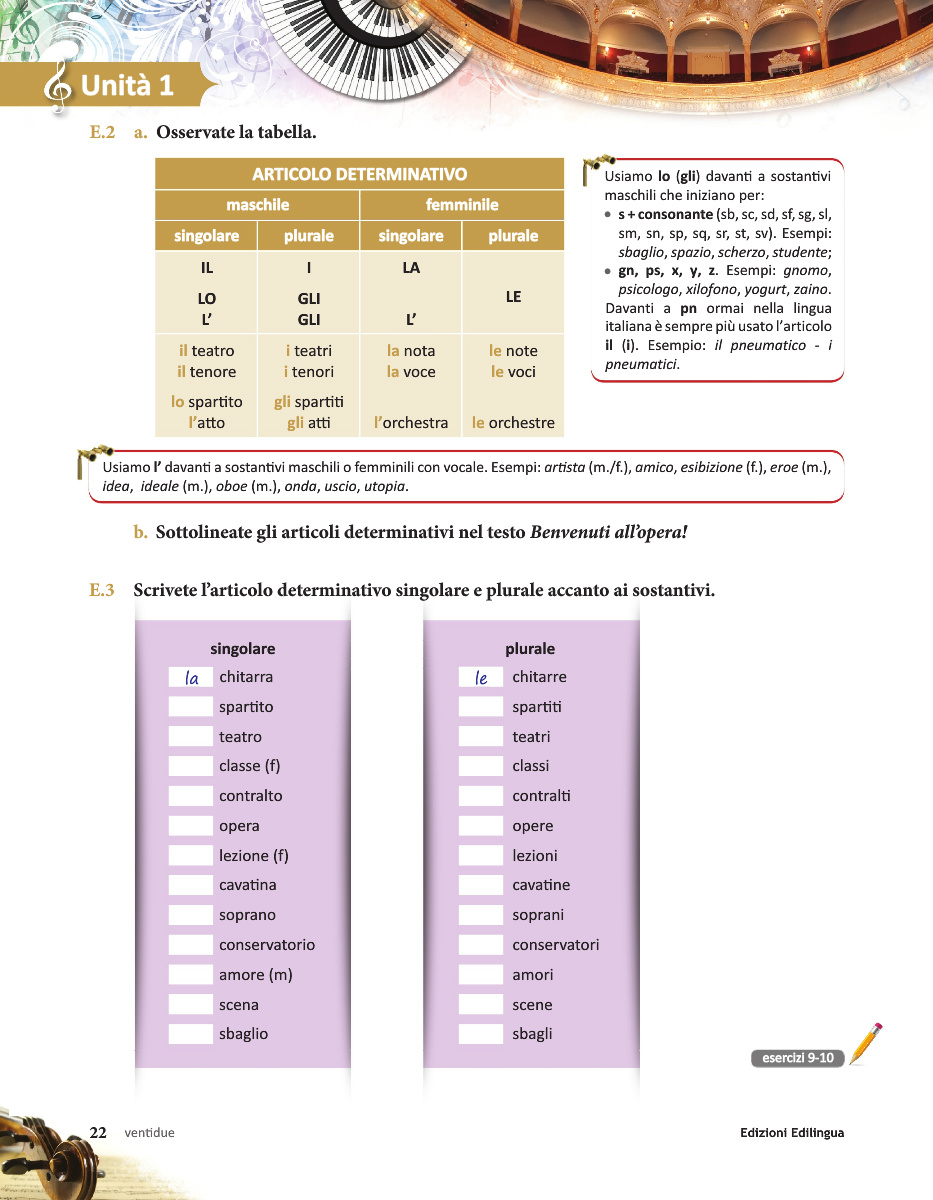 Unità 1
E.2 a. Osservate la tabella.
ARTICOLO DETERMINATIVO
maschile femminile
singolare plurale singolare plurale
IL I LA
LE
LO GLI
L’ GLI L’
il teatro i teatri la nota le note
il tenore i tenori la voce le voci
lo spartito gli spartiti
l’atto gli atti l’orchestra le orchestre
Usiamo lo (gli) davanti a sostantivi
maschili che iniziano per:
• s + consonante (sb, sc, sd, sf, sg, sl,
sm, sn, sp, sq, sr, st, sv). Esempi:
sbaglio, spazio, scherzo, studente;
• gn, ps, x, y, z. Esempi: gnomo,
psicologo, xilofono, yogurt, zaino.
Davanti a pn ormai nella lingua
italiana è sempre più usato l’articolo
il (i). Esempio: il pneumatico - i
pneumatici.
Usiamo l’ davanti a sostantivi maschili o femminili con vocale. Esempi: artista (m./f.), amico, esibizione (f.), eroe (m.),
idea, ideale (m.), oboe (m.), onda, uscio, utopia.
b. Sottolineate gli articoli determinativi nel testo Benvenuti all’opera!
E.3 Scrivete l’articolo determinativo singolare e plurale accanto ai sostantivi.
singolare
la chitarra
spartito
teatro
classe (f)
contralto
opera
lezione (f)
cavatina
soprano
conservatorio
amore (m)
scena
sbaglio
plurale
le chitarre
spartiti
teatri
classi
contralti
opere
lezioni
cavatine
soprani
conservatori
amori
scene
sbagli
esercizi 9-10
22 ventidue
Edizioni Edilingua